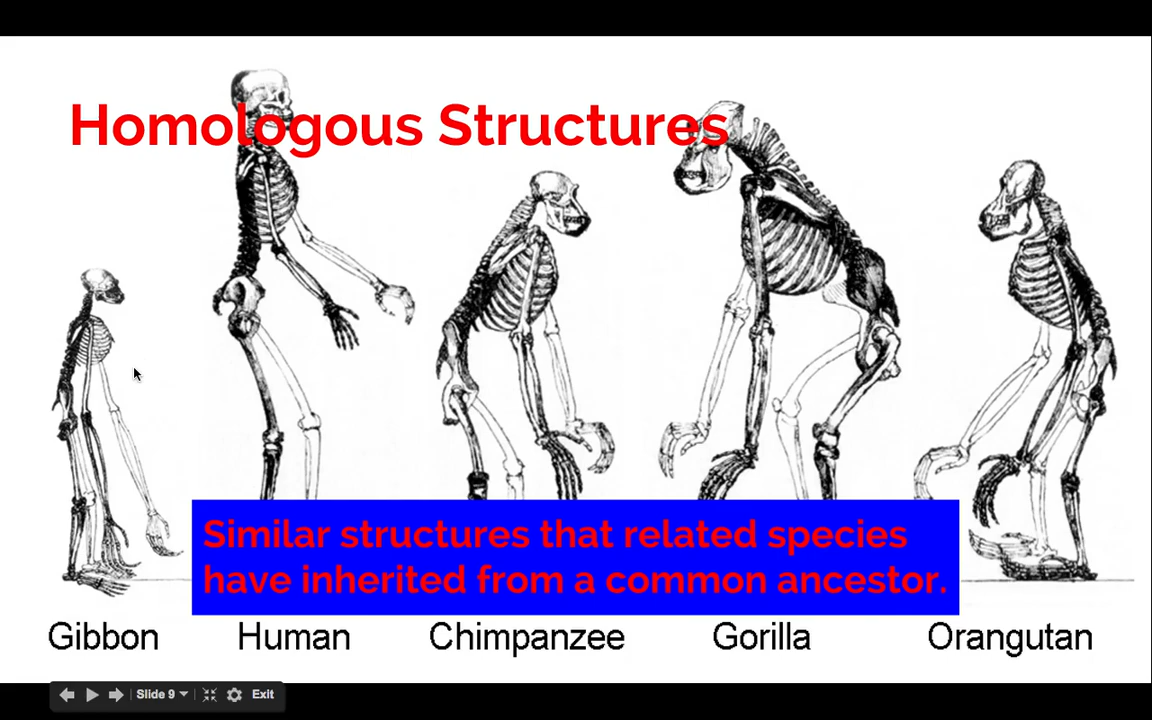 Homologous Structures
Similar structures that related species
have inherited from a common ancestor.
Gibbon Human Chimpanzee Gorilla Orangutan
Slide 9 Exit